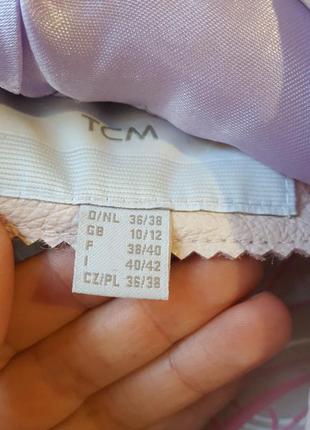 TCM
D/NL 36/38
GB 10/12
F 38/40
I 40/42
CZ/PL 36/38